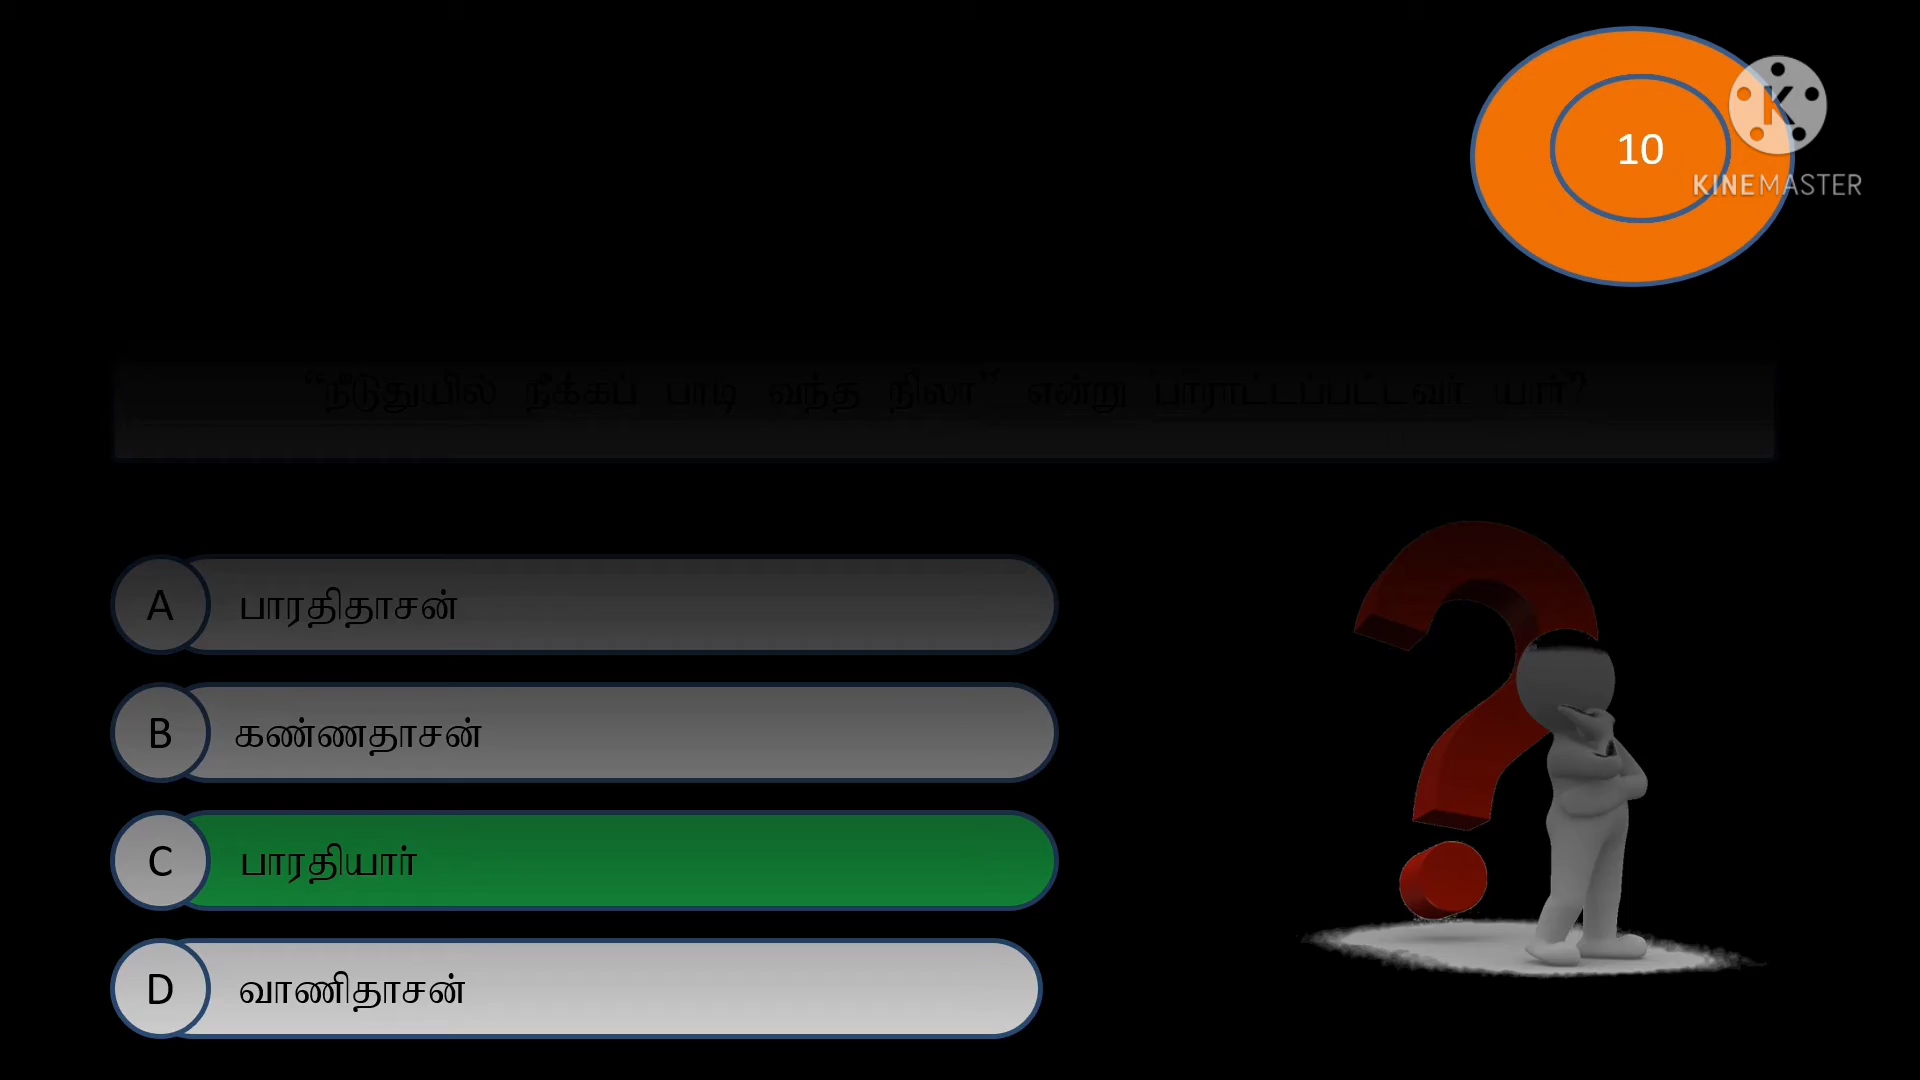 10
KINEMASTER
“நீடுதுயில் நீக்கப் பாடி வந்த நிலா“ என்று பாராட்டப்பட்டவர் யார்?
A பாரதிதாசன்
B கண்ணதாசன்
C பாரதியார்
D வாணிதாசன்